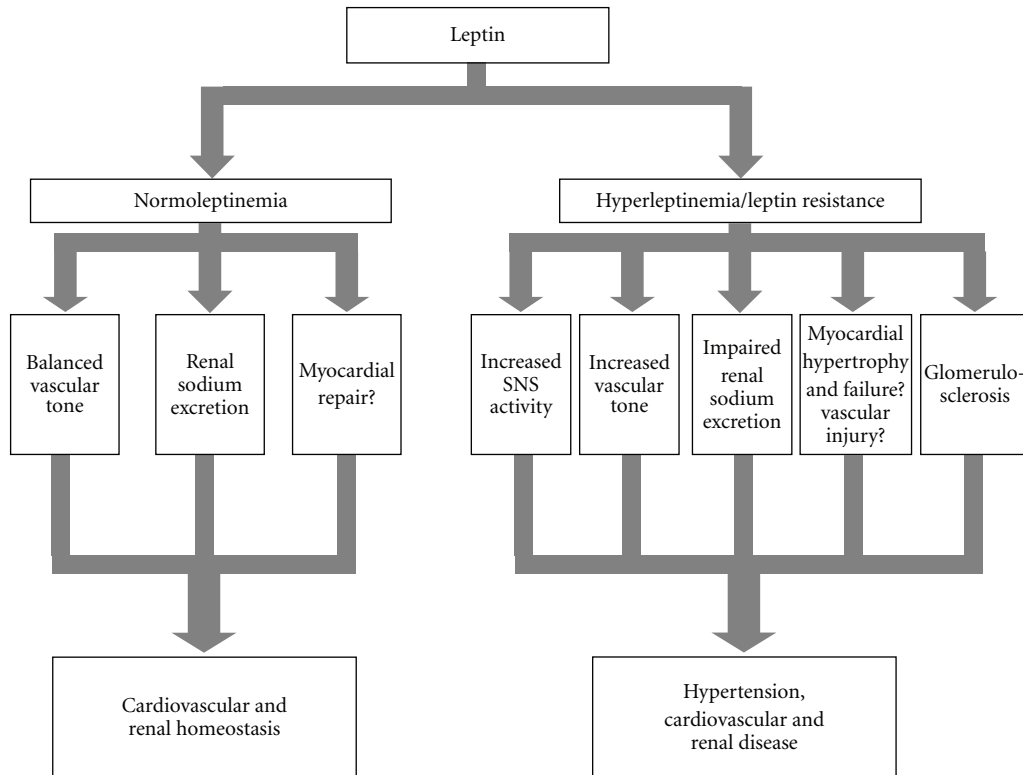 Leptin
Normoleptinemia
Hyperleptinemia/leptin resistance
Balanced
vascular
tone
Renal
sodium
excretion
Myocardial
repair?
Increased
SNS
activity
Increased
vascular
tone
Impaired
renal
sodium
excretion
Myocardial
hypertrophy
and failure?
vascular
injury?
Glomerulo-
sclerosis
Cardiovascular and
renal homeostasis
Hypertension,
cardiovascular and
renal disease